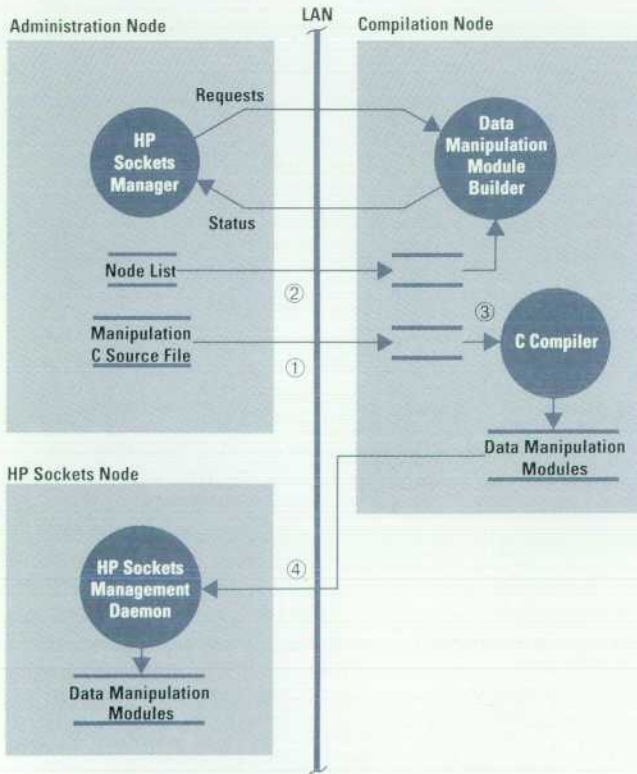 LAN
Administration Node
Compilation Node
Requests
HP
Sockets
Manager
Data
Manipulation
Module
Builder
Status
Node List
②
Manipulation
C Source File
①
③
C Compiler
Data Manipulation
Modules
HP Sockets Node
HP Sockets
Management
Daemon
④
Data Manipulation
Modules